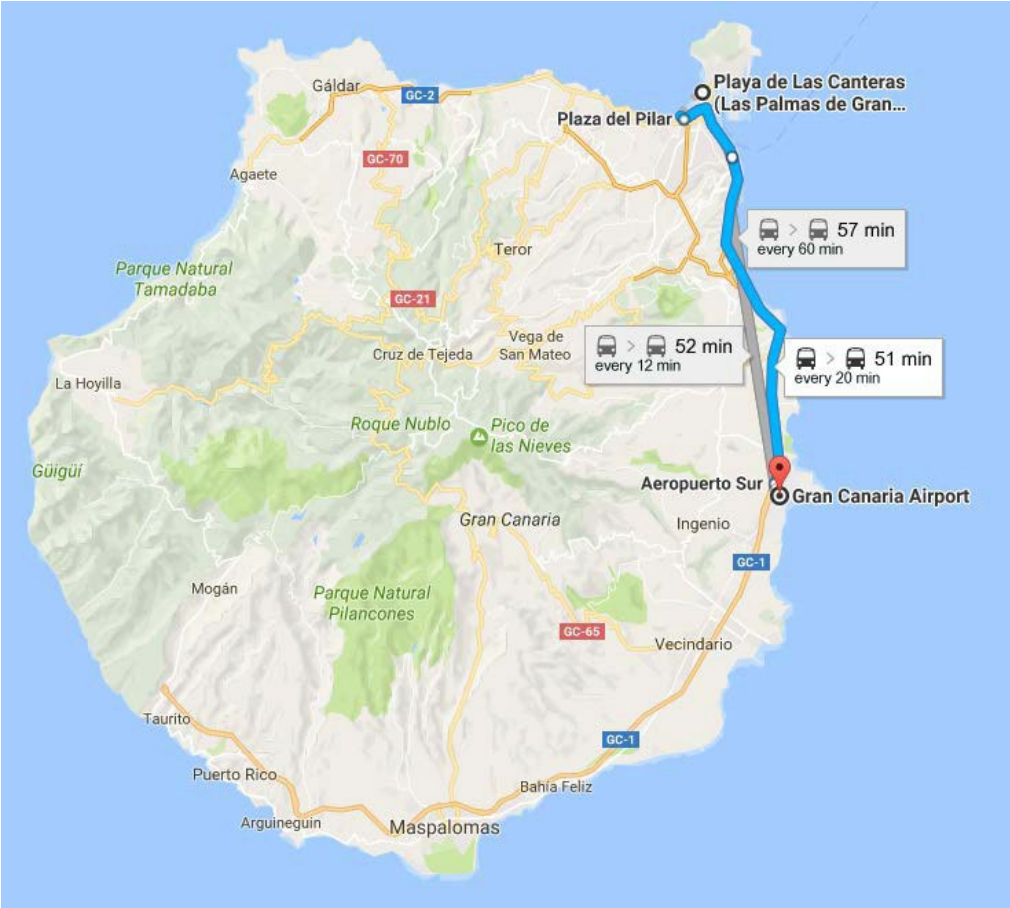 Gáldar
GC-2
Playa de Las Canteras
(Las Palmas de Gran...
Plaza del Pilar
GC-70
Agaete
> 57 min
every 60 min
Teror
Parque Natural
Tamadaba
GC-21
Vega de
San Mateo
Cruz de Tejeda
> 52 min
every 12 min
> 51 min
every 20 min
La Hoyilla
Roque Nublo
Pico de
las Nieves
Güigüí
Aeropuerto Sur
Gran Canaria Airport
Gran Canaria
Ingenio
GC-1
Mogán
Parque Natural
Pilancones
GC-65
Vecindario
Taurito
GC-1
Puerto Rico
Bahía Feliz
Arguineguin
Maspalomas